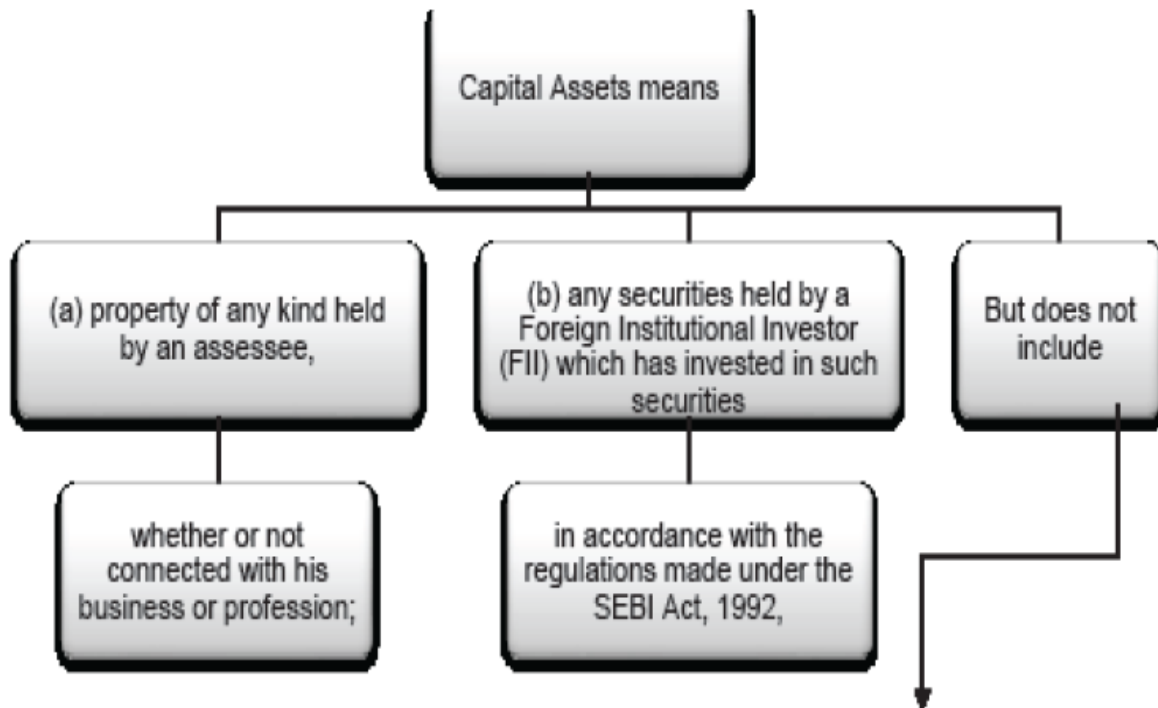 Capital Assets means
(a) property of any kind held
by an assessee,
(b) any securities held by a
Foreign Institutional Investor
(FII) which has invested in such
securities
But does not
include
whether or not
connected with his
business or profession;
in accordance with the
regulations made under the
SEBI Act, 1992,